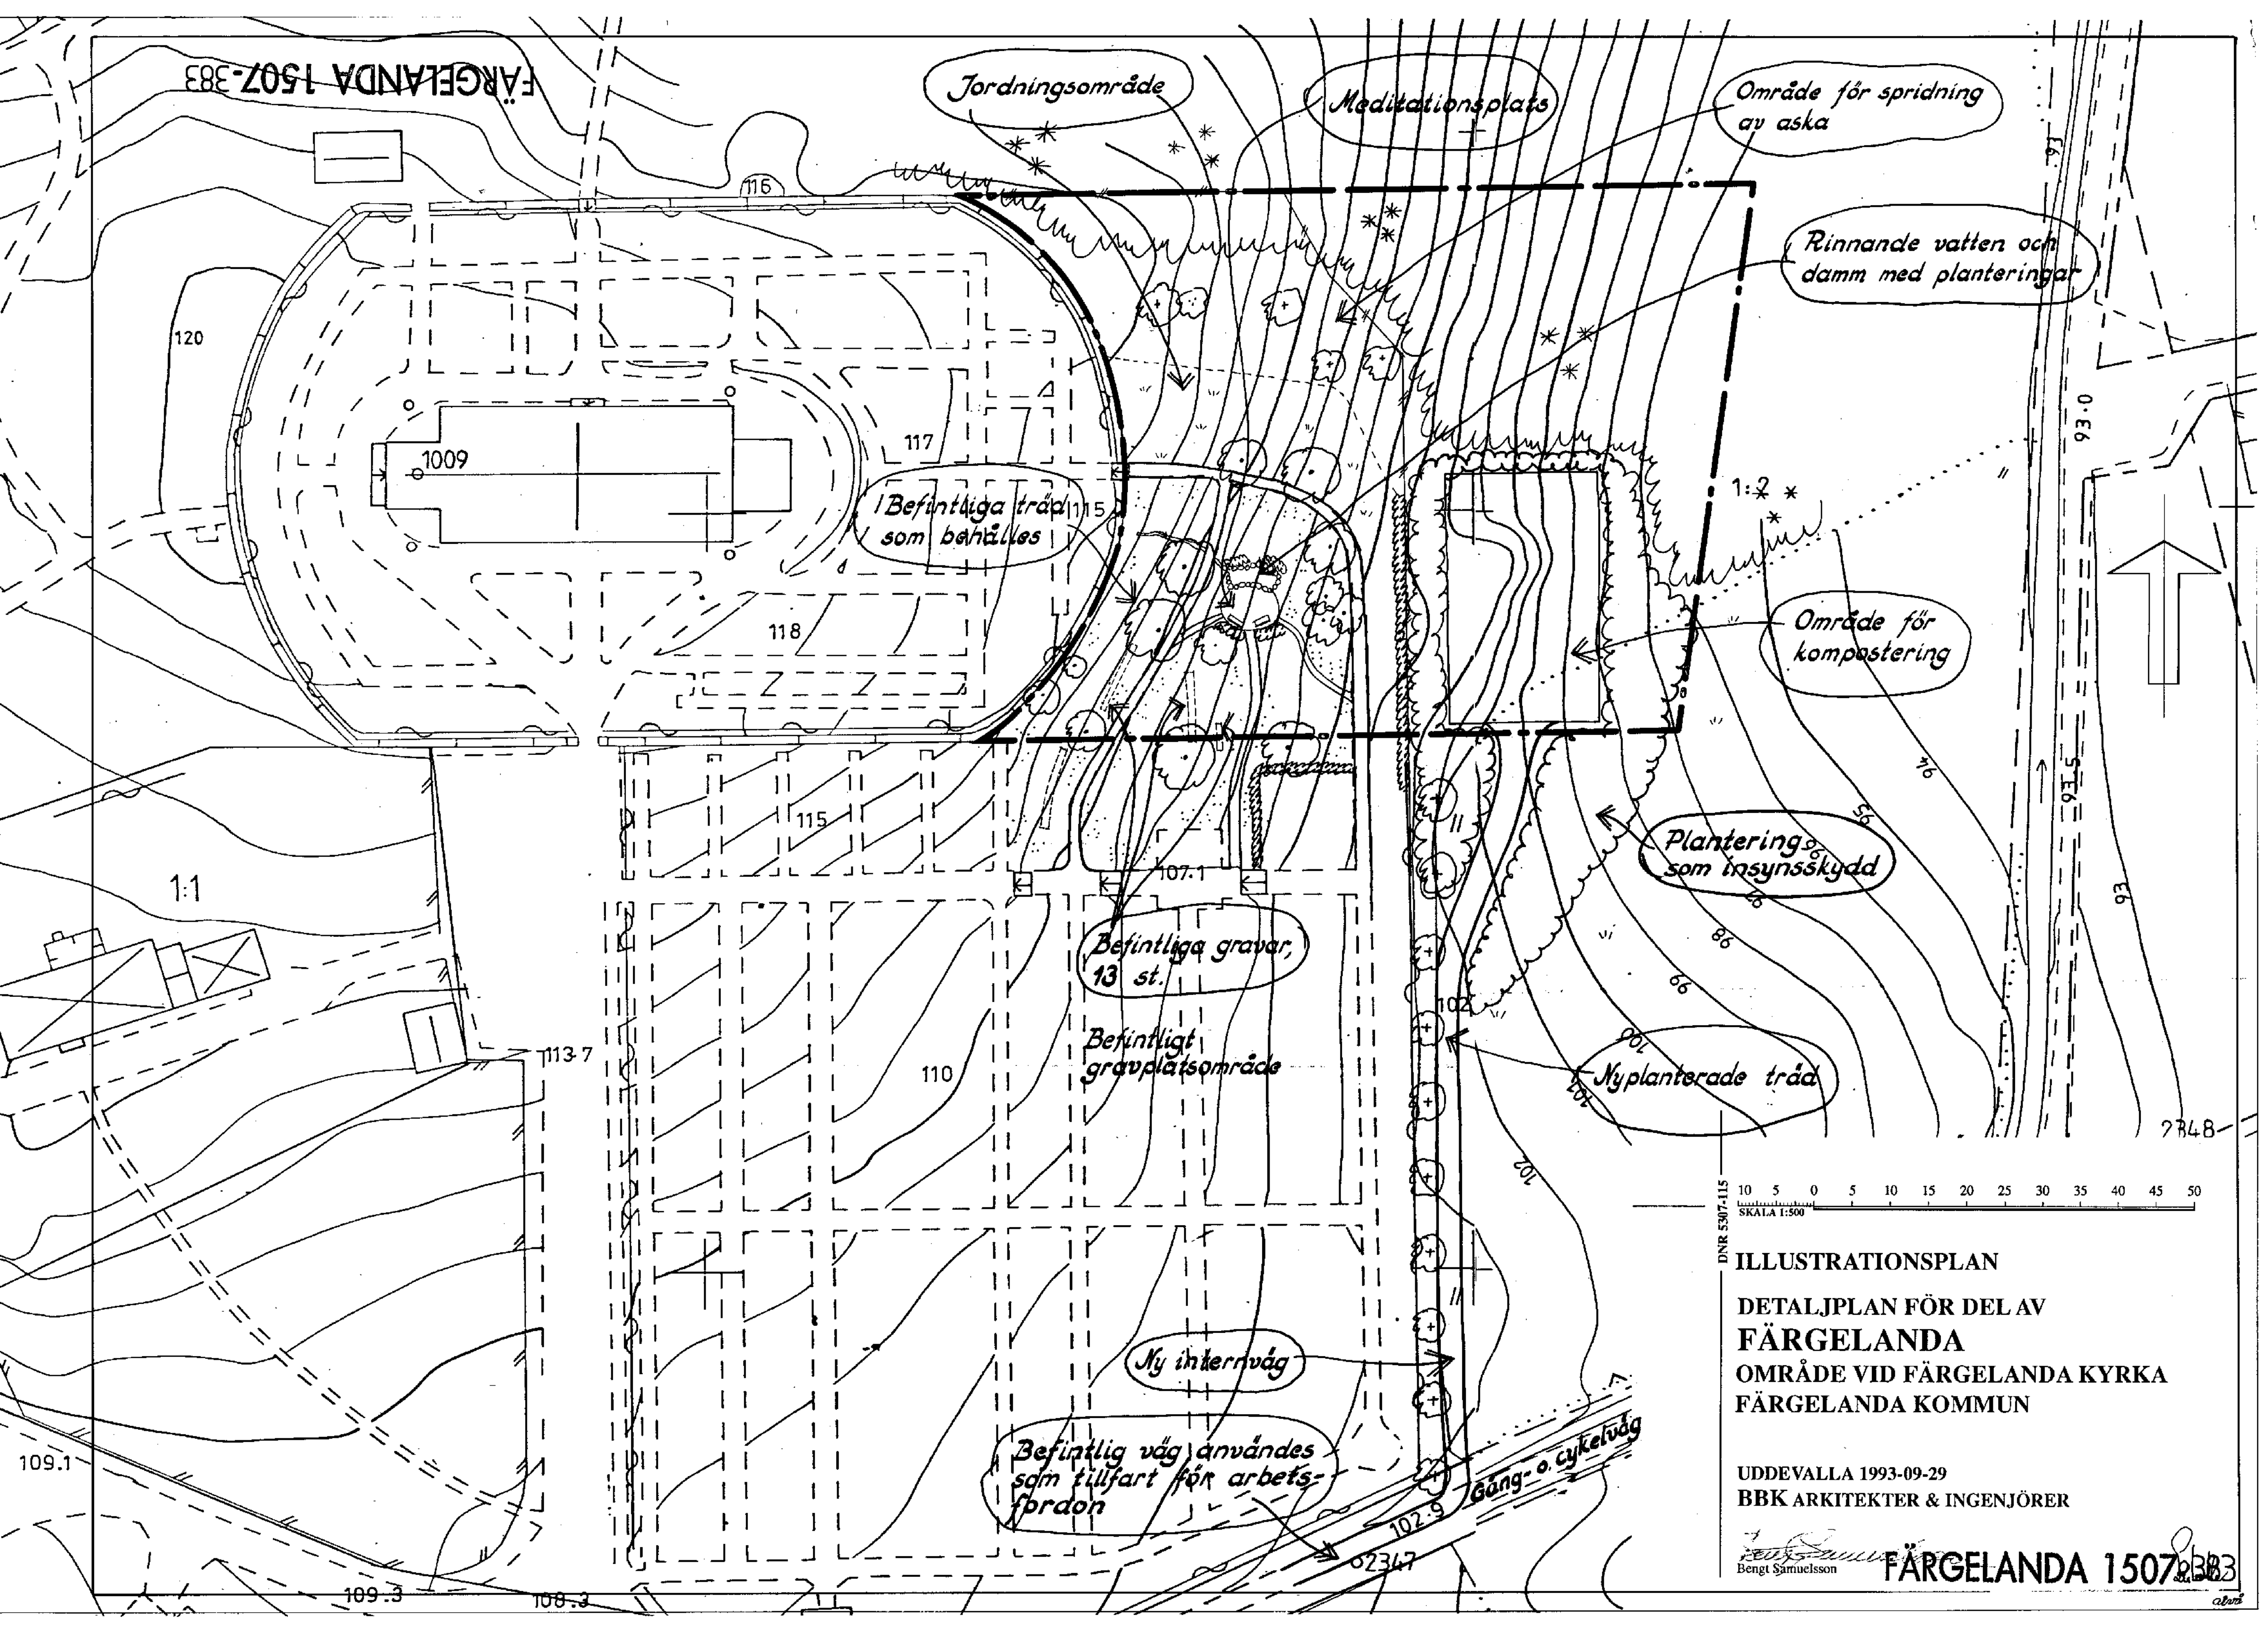 FÄRGELANDA 1507-383
Jordningsområde
Meditationsplats
Område för spridning
av aska
Rinnande vatten och
damm med planteringar
116
120
117
1009
Befintliga träd
som behålles
115
118
93
93.0
1:2
Område för
kompostering
94
95
93.5
93
Plantering
som insynsskydd
96
97
98
99
100
101
102
115
1:1
107.1
Befintliga gravar,
13 st.
Befintligt
gravplatsområde
102
Nyplanterade träd
113.7
110
2348
Ny internväg
Befintlig väg användes
som tillfart för arbets-
fordon
Gång- o. cykelväg
102.9
2347
109.1
109.3
108.3
DNR 5307-115
10 5 0 5 10 15 20 25 30 35 40 45 50
SKALA 1:500
ILLUSTRATIONSPLAN
DETALJPLAN FÖR DEL AV
FÄRGELANDA
OMRÅDE VID FÄRGELANDA KYRKA
FÄRGELANDA KOMMUN
UDDEVALLA 1993-09-29
BBK ARKITEKTER & INGENJÖRER
Bengt Samuelsson
FÄRGELANDA 1507